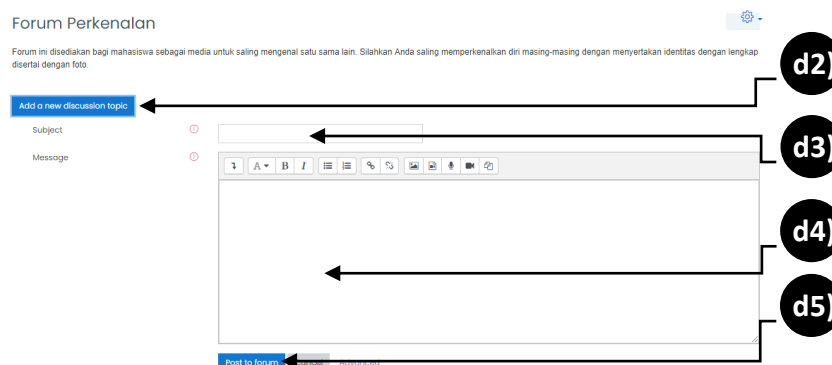 Forum Perkenalan
Forum ini disediakan bagi mahasiswa sebagai media untuk saling mengenal satu sama lain. Silahkan Anda saling memperkenalkan diri masing-masing dengan menyertakan identitas dengan lengkap
disertai dengan foto.
d2)
Add a new discussion topic
Subject
d3)
Message
A B I
d4)
d5)
Post to forum Cancel Advanced